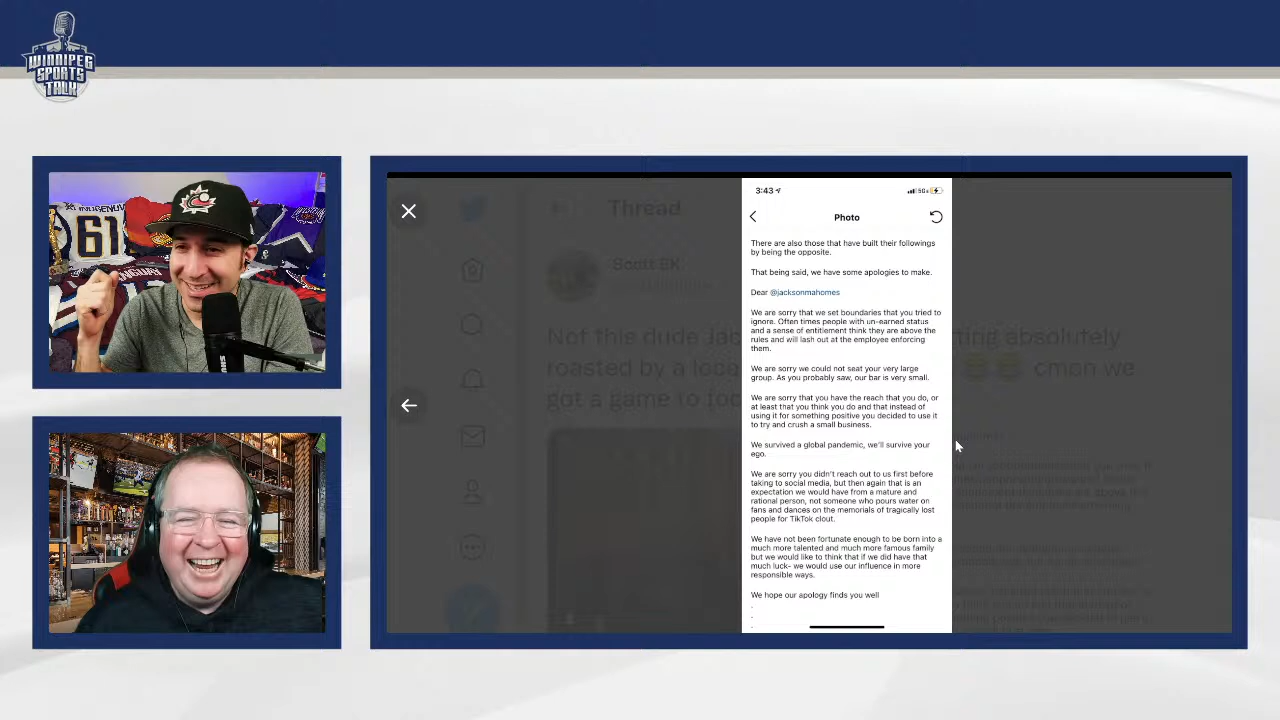 WINNIPEG
SPORTS
TALK
61
SHURE
Thread
Scott BK
Not this dude Jac
tting absolutely
roasted by a loca
cmon we
got a game to foc
3:43
5G
Photo
There are also those that have built their followings
by being the opposite.
That being said, we have some apologies to make.
Dear @jacksonmahomes
We are sorry that we set boundaries that you tried to
ignore. Often times people with un-earned status
and a sense of entitlement think they are above the
rules and will lash out at the employee enforcing
them.
We are sorry we could not seat your very large
group. As you probably saw, our bar is very small.
We are sorry that you have the reach that you do, or
at least that you think you do and that instead of
using it for something positive you decided to use it
to try and crush a small business.
We survived a global pandemic, we'll survive your
ego.
We are sorry you didn't reach out to us first before
taking to social media, but then again that is an
expectation we would have from a mature and
rational person, not someone who pours water on
fans and dances on the memorials of tragically lost
people for TikTok clout.
We have not been fortunate enough to be born into a
much more talented and much more famous family
but we would like to think that if we did have that
much luck- we would use our influence in more
responsible ways.
We hope our apology finds you well
.
.
.